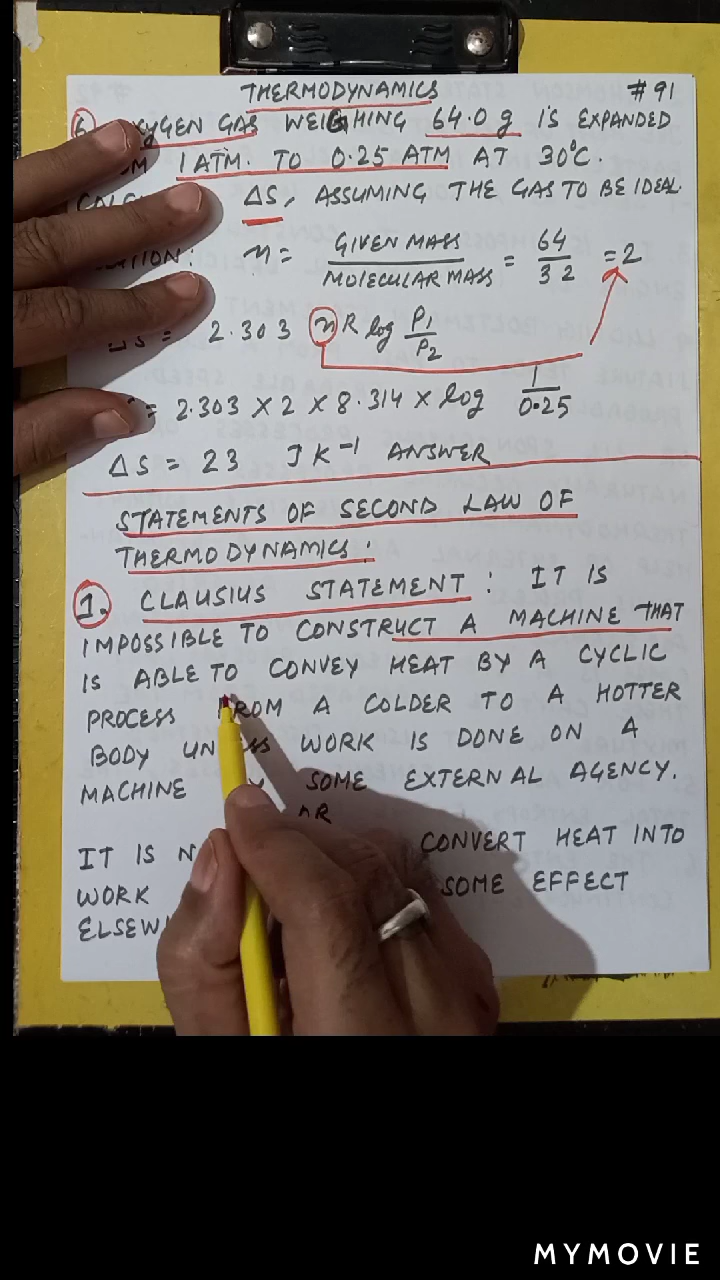 THERMODYNAMICS #91
6. OXYGEN GAS WEIGHING 64.0 g IS EXPANDED
1 ATM. TO 0.25 ATM AT 30°C.
ΔS, ASSUMING THE GAS TO BE IDEAL
n = GIVEN MASS / MOLECULAR MASS = 64 / 32 = 2
ΔS = 2.303 nR log P1 / P2
= 2.303 × 2 × 8.314 × log 1 / 0.25
ΔS = 23 J K⁻¹ ANSWER
STATEMENTS OF SECOND LAW OF
THERMODYNAMICS:
1. CLAUSIUS STATEMENT: IT IS
IMPOSSIBLE TO CONSTRUCT A MACHINE THAT
IS ABLE TO CONVEY HEAT BY A CYCLIC
PROCESS FROM A COLDER TO A HOTTER
BODY UNLESS WORK IS DONE ON A
MACHINE BY SOME EXTERNAL AGENCY.
OR
IT IS CONVERT HEAT INTO
WORK SOME EFFECT
MYMOVIE